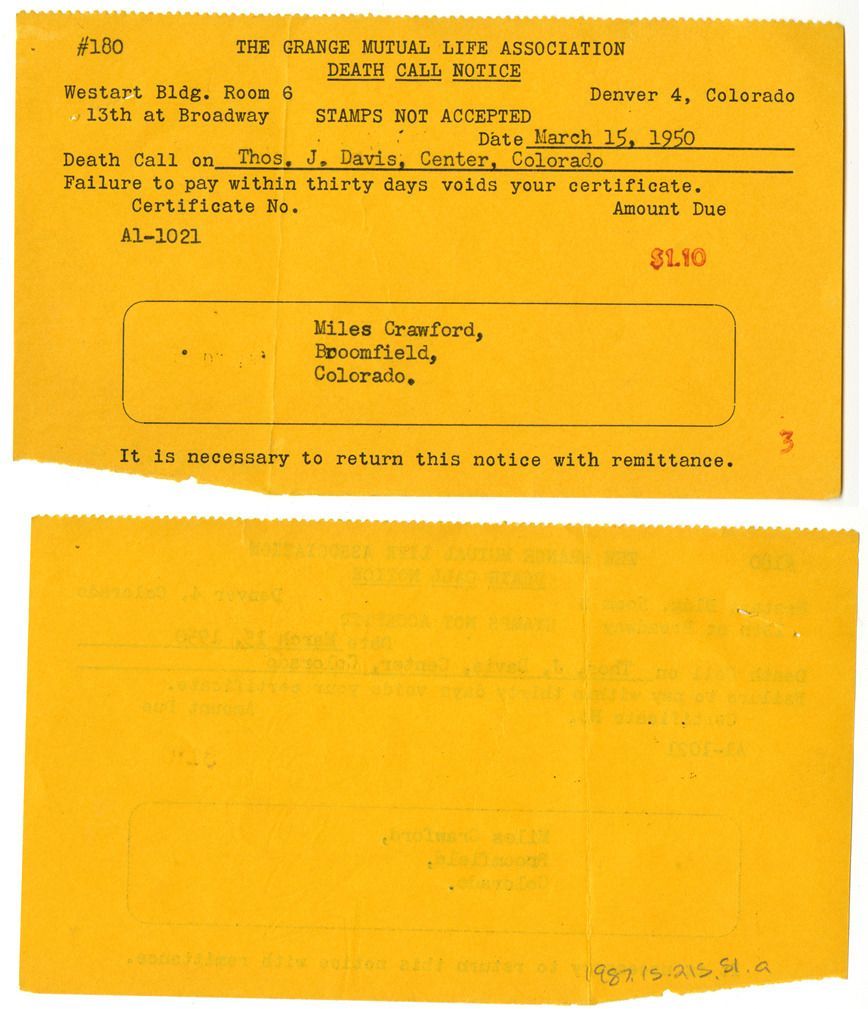 #180 THE GRANGE MUTUAL LIFE ASSOCIATION
DEATH CALL NOTICE
Westart Bldg. Room 6 Denver 4, Colorado
13th at Broadway STAMPS NOT ACCEPTED
Date March 15, 1950
Death Call on Thos. J. Davis, Center, Colorado
Failure to pay within thirty days voids your certificate.
Certificate No. Amount Due
A1-1021
$1.10
Miles Crawford,
Broomfield,
Colorado.
3
It is necessary to return this notice with remittance.
1987.15.215.51.a